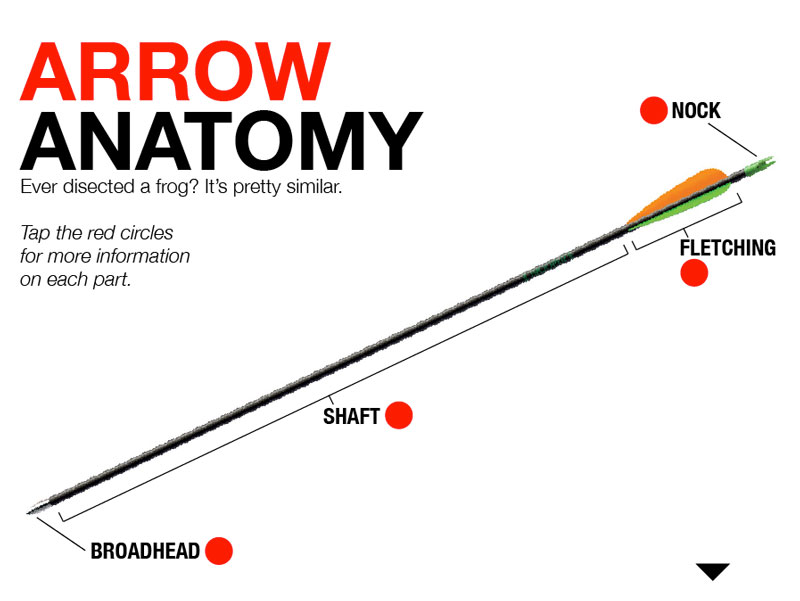 ARROW
ANATOMY
Ever disected a frog? It's pretty similar.
Tap the red circles
for more information
on each part.
NOCK
FLETCHING
SHAFT
BROADHEAD